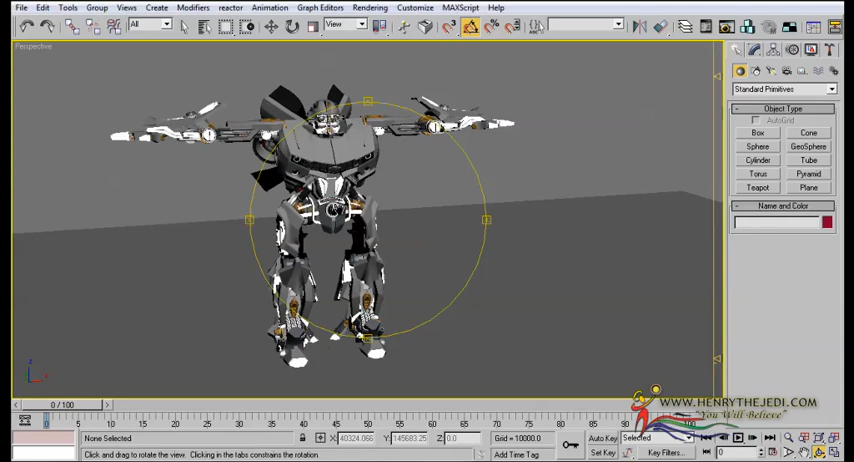 File Edit Tools Group Views Create Modifiers reactor Animation Graph Editors Rendering Customize MAXScript Help
All
View
Perspective
Standard Primitives
Object Type
AutoGrid
Box Cone
Sphere GeoSphere
Cylinder Tube
Torus Pyramid
Teapot Plane
Name and Color
z
x
0 / 100
WWW.HENRYTHEJEDI.COM
"You Will-Believe"
0 5 10 15 20 25 30 35 40 45 50 55 60 65 70 75 80 85 90 95 100
None Selected X: 40324.066 Y: 145683.25 Z: 0.0 Grid = 10000.0 Auto Key Selected
Click and drag to rotate the view. Clicking in the tabs constrains the rotation Add Time Tag Set Key Key Filters... 0